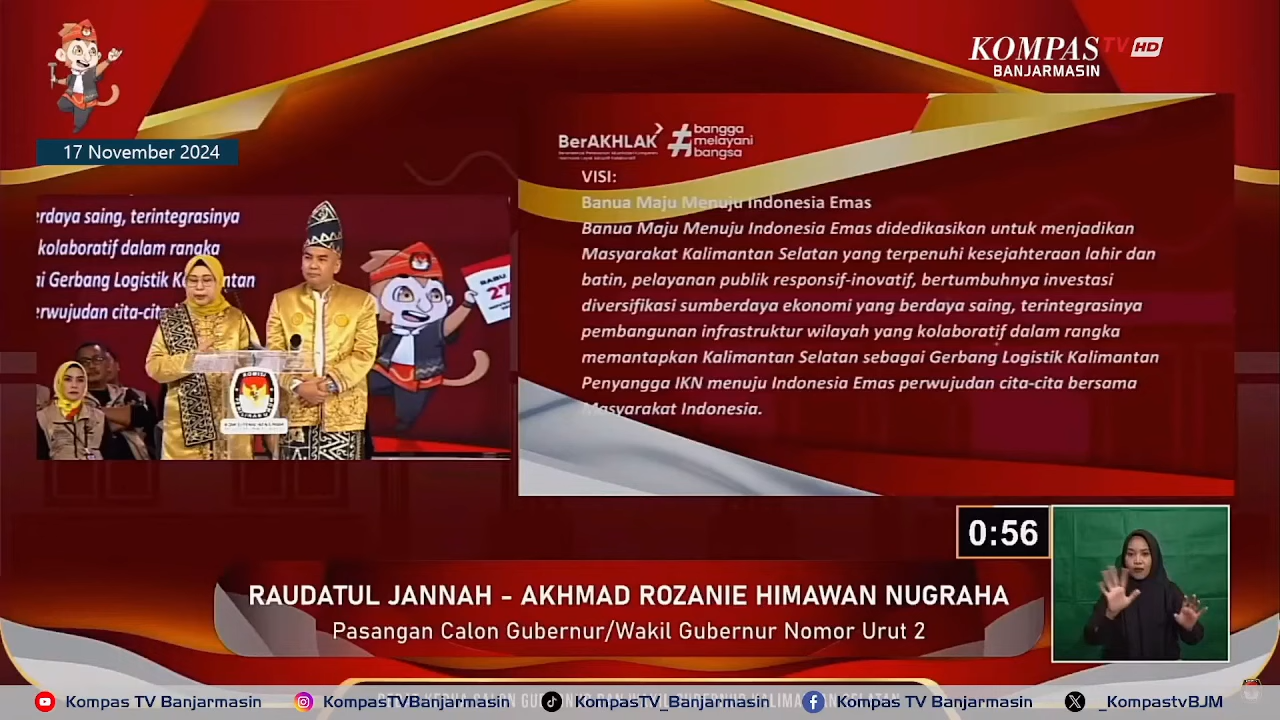 KOMPAS TV HD
BANJARMASIN
17 November 2024
BerAKHLAK
#bangga
melayani
bangsa
VISI:
Banua Maju Menuju Indonesia Emas
Banua Maju Menuju Indonesia Emas didedikasikan untuk menjadikan
Masyarakat Kalimantan Selatan yang terpenuhi kesejahteraan lahir dan
batin, pelayanan publik responsif-inovatif, bertumbuhnya investasi
diversifikasi sumberdaya ekonomi yang berdaya saing, terintegrasinya
pembangunan infrastruktur wilayah yang kolaboratif dalam rangka
memantapkan Kalimantan Selatan sebagai Gerbang Logistik Kalimantan
Penyangga IKN menuju Indonesia Emas perwujudan cita-cita bersama
Masyarakat Indonesia.
erdaya saing, terintegrasinya
kolaboratif dalam rangka
ai Gerbang Logistik Kalimantan
erwujudan cita-cita
RABU
27
KOMISI
0:56
RAUDATUL JANNAH - AKHMAD ROZANIE HIMAWAN NUGRAHA
Pasangan Calon Gubernur/Wakil Gubernur Nomor Urut 2
Kompas TV Banjarmasin
KompasTVBanjarmasin
KompasTV_Banjarmasin
Kompas TV Banjarmasin
_KompastvBJM